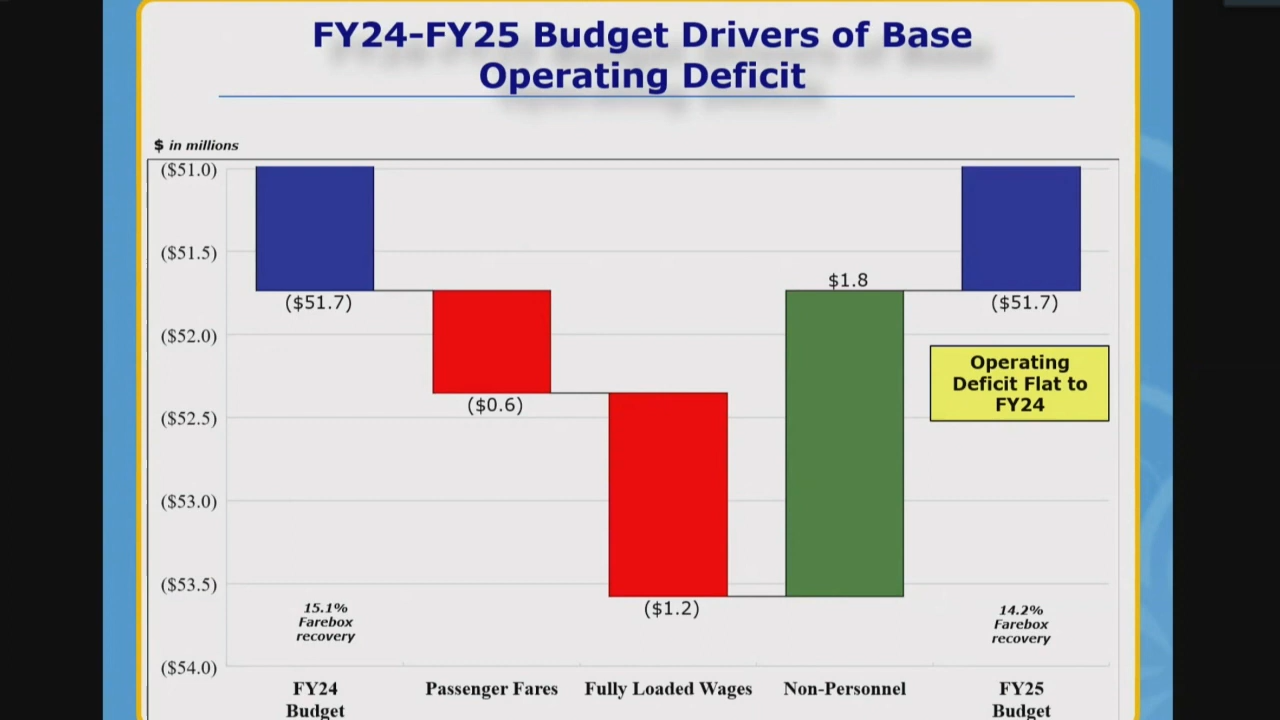 FY24-FY25 Budget Drivers of Base
Operating Deficit
$ in millions
($51.0)
($51.5)
($52.0)
($52.5)
($53.0)
($53.5)
($54.0)
($51.7)
($0.6)
($1.2)
$1.8
($51.7)
Operating
Deficit Flat to
FY24
15.1%
Farebox
recovery
14.2%
Farebox
recovery
FY24
Budget
Passenger Fares
Fully Loaded Wages
Non-Personnel
FY25
Budget